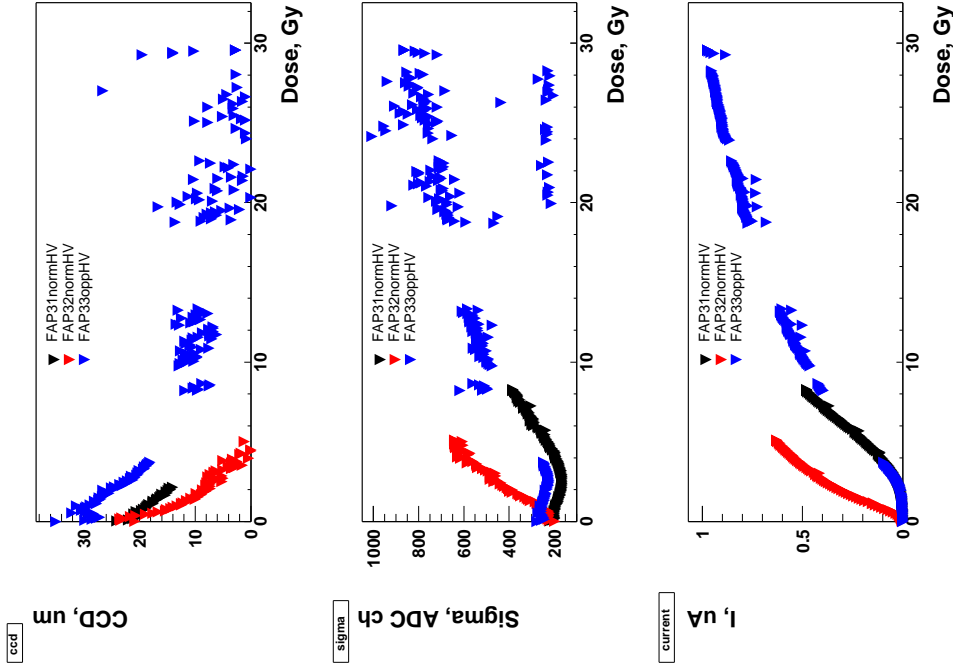 ccd
CCD, um
30
20
10
0
0
10
20
30
Dose, Gy
FAP31normHV
FAP32normHV
FAP33oppHV
sigma
Sigma, ADC ch
1000
800
600
400
200
0
10
20
30
Dose, Gy
FAP31normHV
FAP32normHV
FAP33oppHV
current
I, uA
1
0.5
0
0
10
20
30
Dose, Gy
FAP31normHV
FAP32normHV
FAP33oppHV